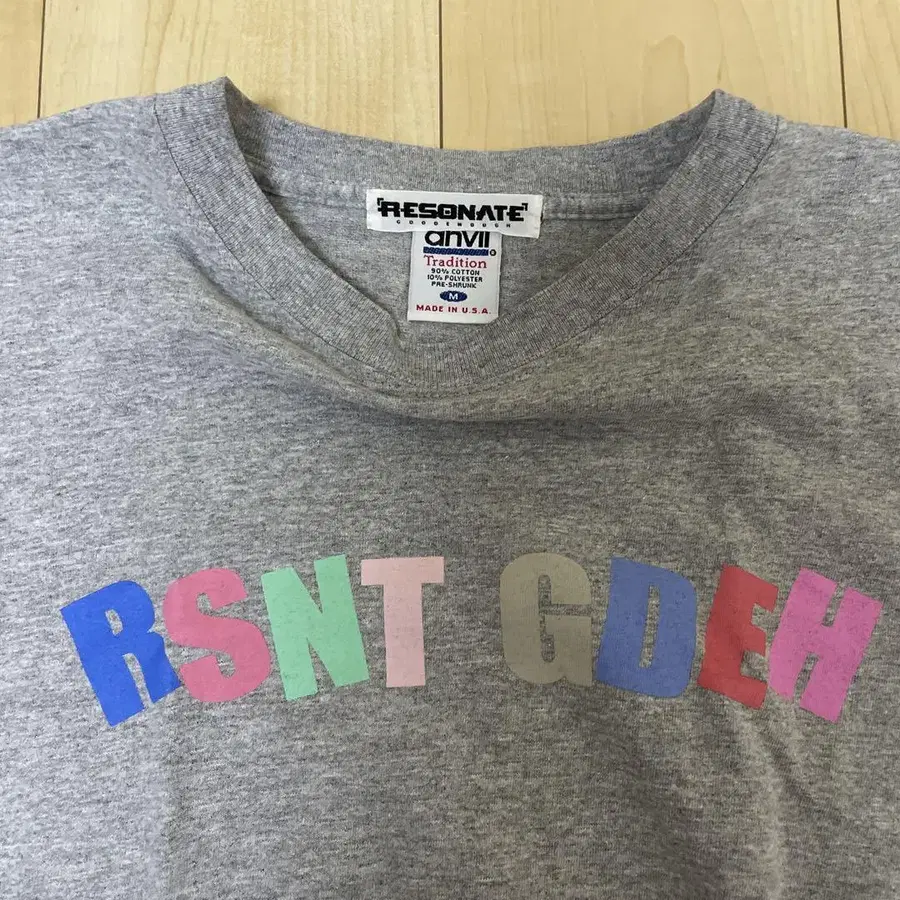 [RESONATE]
GOODENOUGH
anvil®
Tradition
90% COTTON
10% POLYESTER
PRE-SHRUNK
M
MADE IN U.S.A.
RSNT GDEH